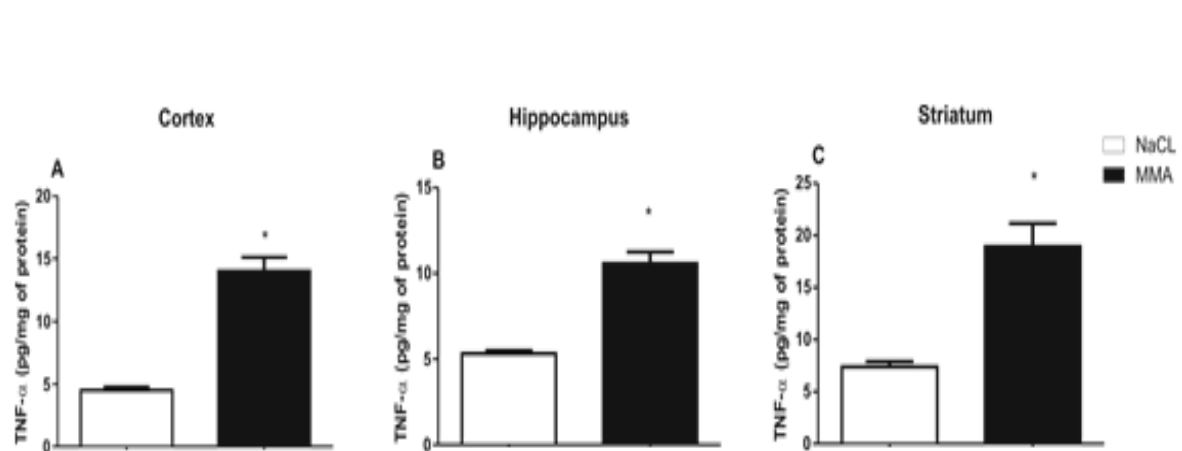 Cortex
Hippocampus
Striatum
NaCL
MMA
A
B
C
TNF-α (pg/mg of protein)
20
15
10
5
0
*
TNF-α (pg/mg of protein)
15
10
5
0
*
TNF-α (pg/mg of protein)
25
20
15
10
5
0
*